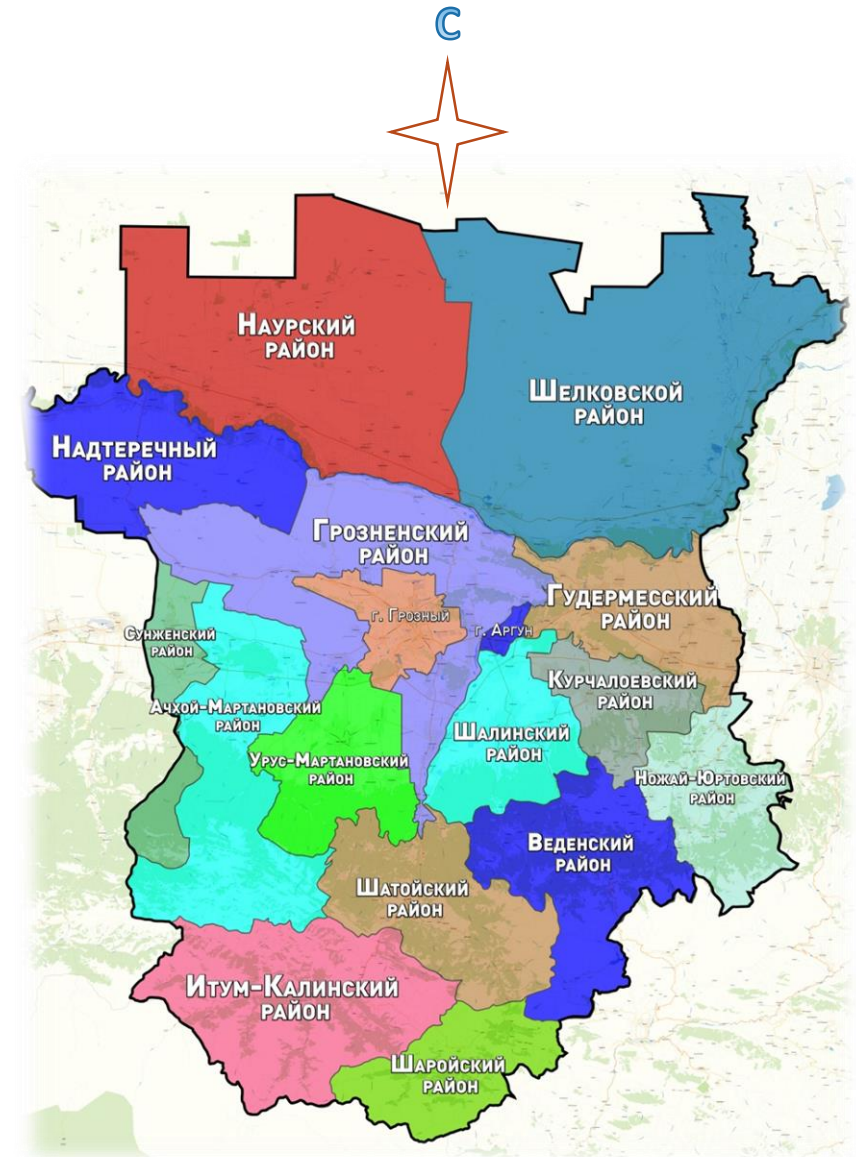 С
Наурский
район
Шелковской
район
Надтеречный
район
Грозненский
район
Гудермесский
район
г. Грозный
г. Аргун
Сунженский
район
Курчалоевский
район
Ачхой-Мартановский
район
Шалинский
район
Урус-Мартановский
район
Ножай-Юртовский
район
Веденский
район
Шатойский
район
Итум-Калинский
район
Шаройский
район